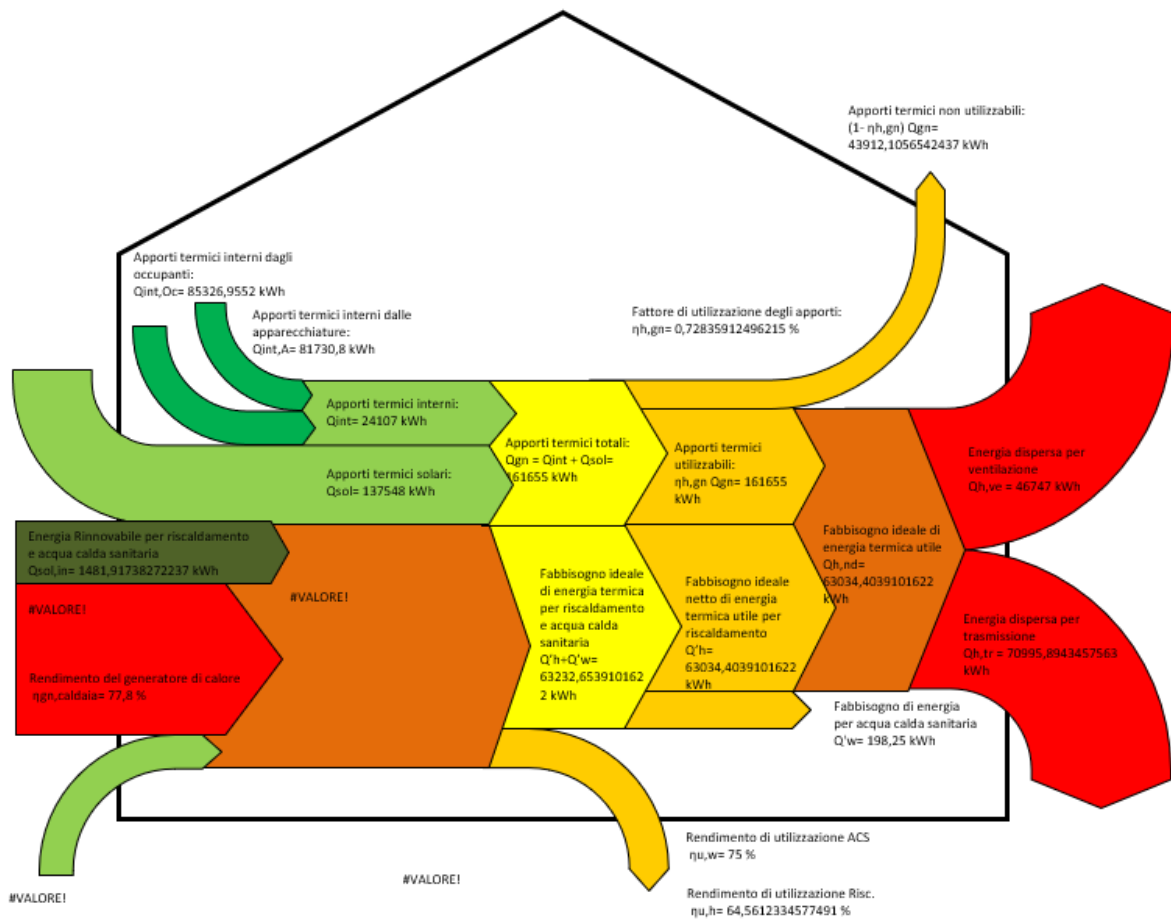 Apporti termici non utilizzabili:
(1- ηh,gn) Qgn=
43912,1056542437 kWh
Apporti termici interni dagli
occupanti:
Qint,Oc= 85326,9552 kWh
Apporti termici interni dalle
apparecchiature:
Qint,A= 81730,8 kWh
Fattore di utilizzazione degli apporti:
ηh,gn= 0,72835912496215 %
Apporti termici interni:
Qint= 24107 kWh
Apporti termici solari:
Qsol= 137548 kWh
Apporti termici totali:
Qgn = Qint + Qsol=
161655 kWh
Apporti termici
utilizzabili:
ηh,gn Qgn= 161655
kWh
Energia dispersa per
ventilazione
Qh,ve = 46747 kWh
Energia Rinnovabile per riscaldamento
e acqua calda sanitaria
Qsol,in= 1481,91738272237 kWh
#VALORE!
Rendimento del generatore di calore
ηgn,caldaia= 77,8 %
#VALORE!
Fabbisogno ideale
di energia termica
per riscaldamento
e acqua calda
sanitaria
Q'h+Q'w=
63232,653910162
2 kWh
Fabbisogno ideale
netto di energia
termica utile per
riscaldamento
Q'h=
63034,4039101622
kWh
Fabbisogno ideale di
energia termica utile
Qh,nd=
63034,4039101622
kWh
Energia dispersa per
trasmissione
Qh,tr = 70995,8943457563
kWh
Fabbisogno di energia
per acqua calda sanitaria
Q'w= 198,25 kWh
#VALORE!
#VALORE!
Rendimento di utilizzazione ACS
ηu,w= 75 %
Rendimento di utilizzazione Risc.
ηu,h= 64,5612334577491 %